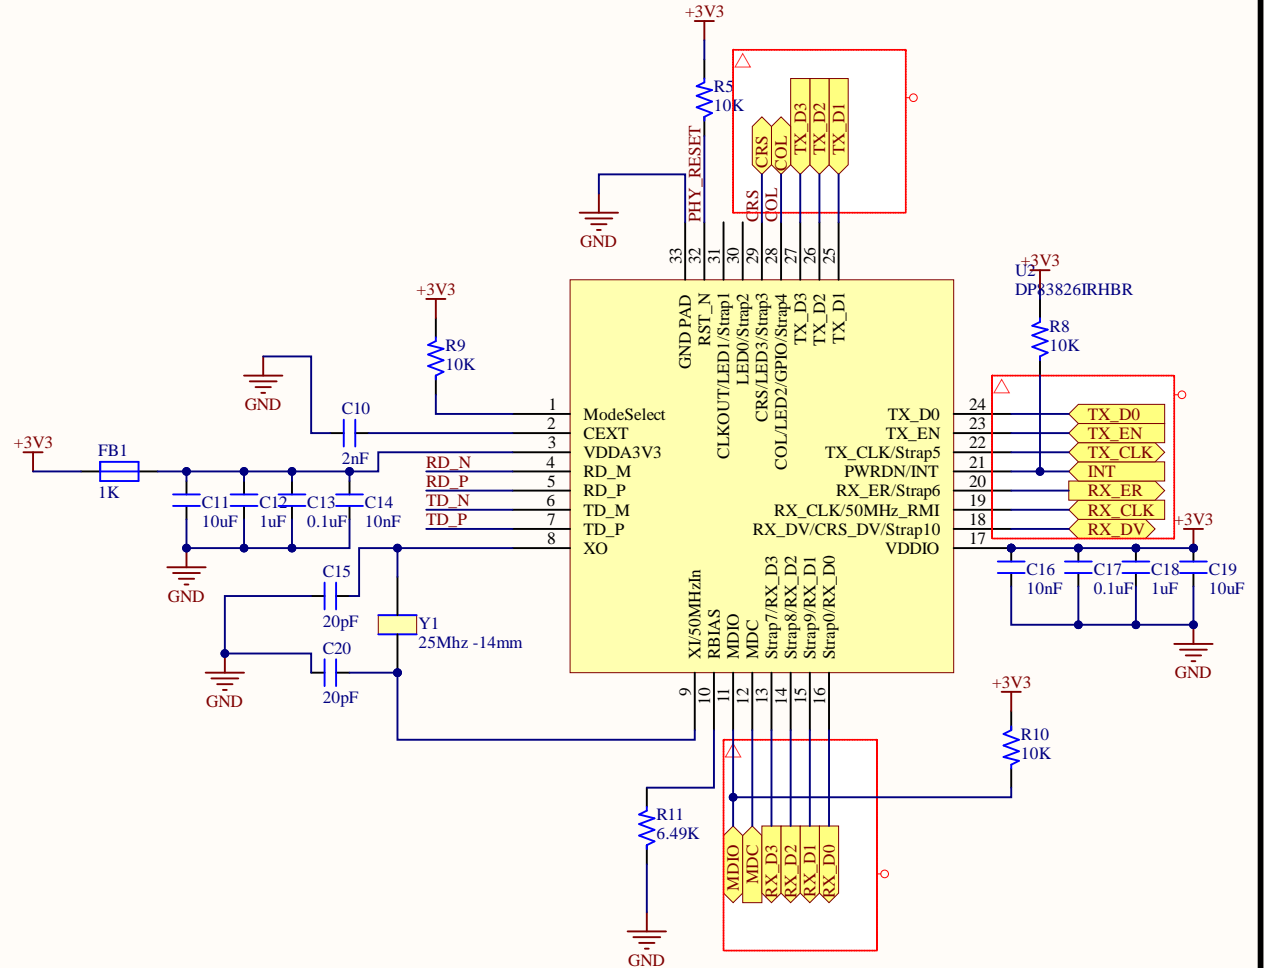 +3V3
R5
10K
PHY_RESET
CRS
COL
TX_D3
TX_D2
TX_D1
CRS
COL
GND
33
32
31
30
29
28
27
26
25
+3V3
U2
DP83826IRHBR
R8
10K
+3V3
R9
10K
GND PAD
RST_N
CLKOUT/LED1/Strap1
LED0/Strap2
CRS/LED3/Strap3
COL/LED2/GPIO/Strap4
TX_D3
TX_D2
TX_D1
GND
C10
2nF
+3V3
FB1
1K
C11
10uF
C12
1uF
C13
0.1uF
C14
10nF
GND
RD_N
RD_P
TD_N
TD_P
1
2
3
4
5
6
7
8
ModeSelect
CEXT
VDDA3V3
RD_M
RD_P
TD_M
TD_P
XO
TX_D0
TX_EN
TX_CLK/Strap5
PWRDN/INT
RX_ER/Strap6
RX_CLK/50MHz_RMI
RX_DV/CRS_DV/Strap10
VDDIO
24
23
22
21
20
19
18
17
TX_D0
TX_EN
TX_CLK
INT
RX_ER
RX_CLK
RX_DV
+3V3
C16
10nF
C17
0.1uF
C18
1uF
C19
10uF
GND
C15
20pF
C20
20pF
GND
Y1
25Mhz -14mm
XI/50MHzIn
RBIAS
MDIO
MDC
Strap7/RX_D3
Strap8/RX_D2
Strap9/RX_D1
Strap0/RX_D0
9
10
11
12
13
14
15
16
+3V3
R10
10K
R11
6.49K
GND
MDIO
MDC
RX_D3
RX_D2
RX_D1
RX_D0